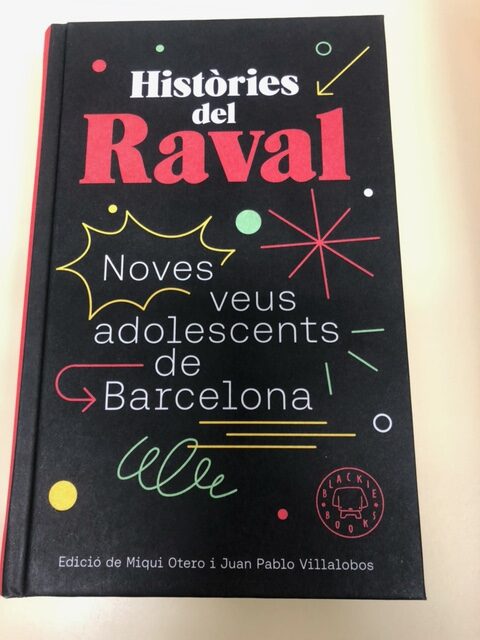 Històries
del
Raval
Noves
veus
adolescents
de
Barcelona
BLACKIE
BOOKS
Edició de Miqui Otero i Juan Pablo Villalobos